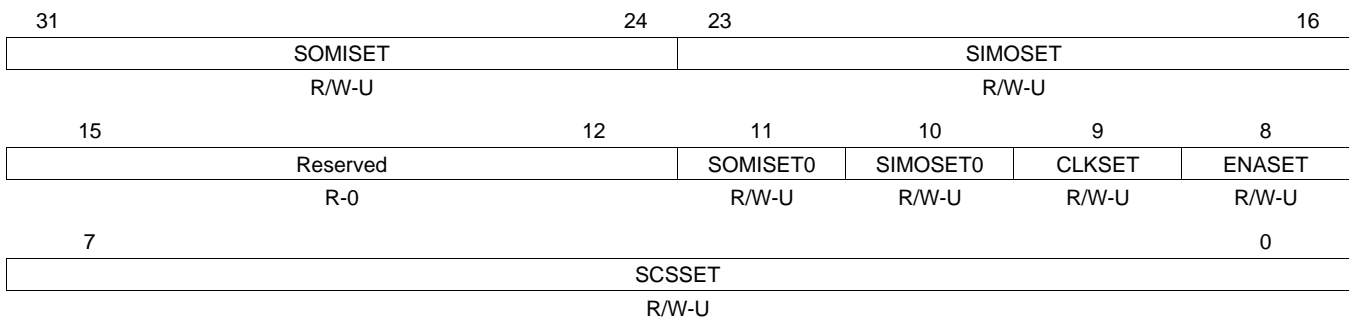 31 24 23 16
SOMISET SIMOSET
R/W-U R/W-U
15 12 11 10 9 8
Reserved SOMISET0 SIMOSET0 CLKSET ENASET
R-0 R/W-U R/W-U R/W-U R/W-U
7 0
SCSSET
R/W-U